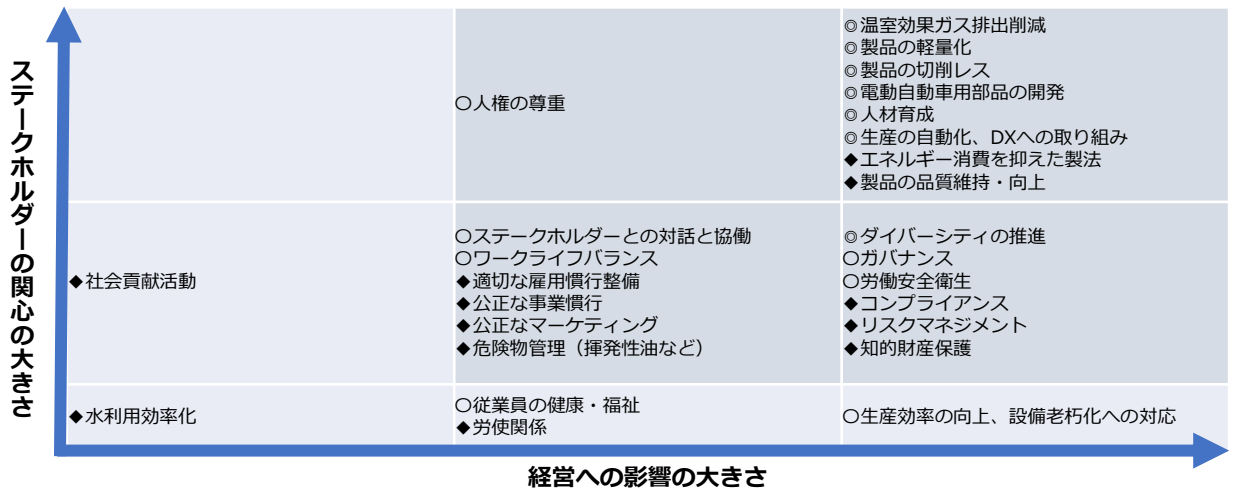 ステークホルダーの関心の大きさ
〇人権の尊重
◎温室効果ガス排出削減
◎製品の軽量化
◎製品の切削レス
◎電動自動車用部品の開発
◎人材育成
◎生産の自動化、DXへの取り組み
◆エネルギー消費を抑えた製法
◆製品の品質維持・向上
◆社会貢献活動
〇ステークホルダーとの対話と協働
〇ワークライフバランス
◆適切な雇用慣行整備
◆公正な事業慣行
◆公正なマーケティング
◆危険物管理（揮発性油など）
◎ダイバーシティの推進
〇ガバナンス
〇労働安全衛生
◆コンプライアンス
◆リスクマネジメント
◆知的財産保護
◆水利用効率化
〇従業員の健康・福祉
◆労使関係
〇生産効率の向上、設備老朽化への対応
経営への影響の大きさ